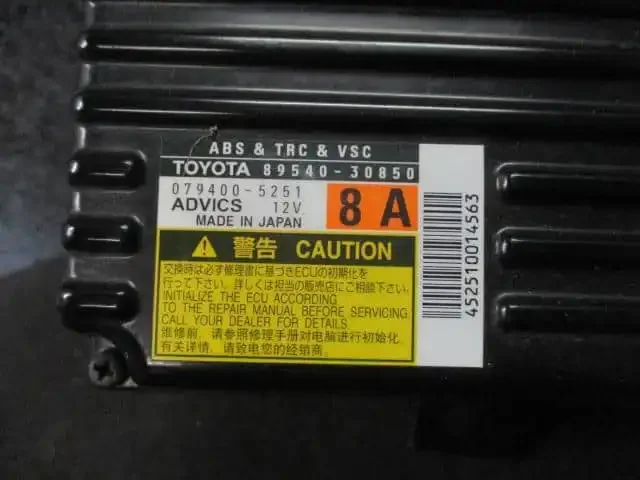 ABS & TRC & VSC
TOYOTA 89540-30850
079400-5251
ADVICS 12V
MADE IN JAPAN
8 A
警告 CAUTION
交換時は必ず修理書に基づきECUの初期化を
行って下さい。詳しくは担当の販売店にご相談下さい。
INITIALIZE THE ECU ACCORDING
TO THE REPAIR MANUAL BEFORE SERVICING.
CALL YOUR DEALER FOR DETAILS.
维修前，请参照修理手册对电脑进行初始化。
有关详情，请致电您的经销商。
452510014563